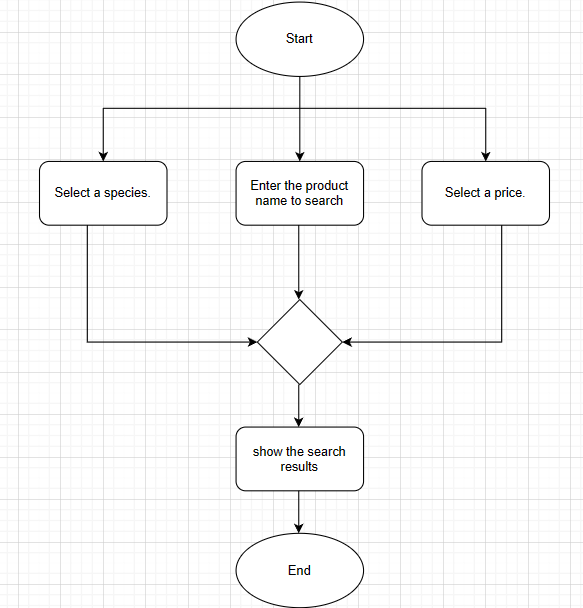 Start
Select a species.
Enter the product
name to search
Select a price.
show the search
results
End